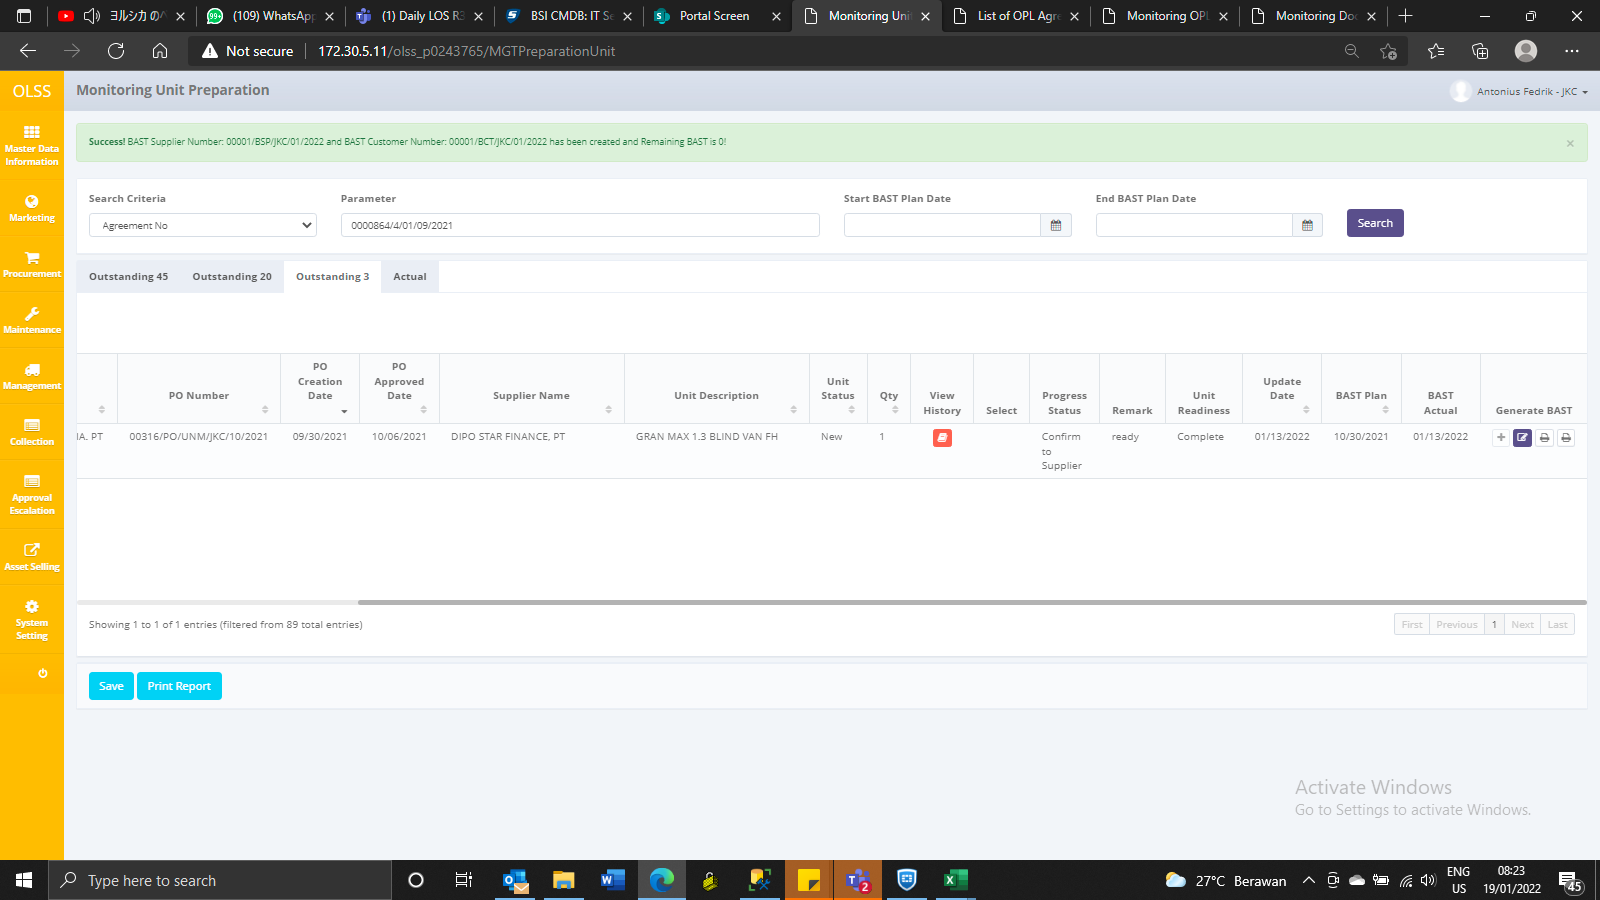 ヨルシカ の
(109) WhatsApp
(1) Daily LOS R3
BSI CMDB: IT Se
Portal Screen
Monitoring Uni
List of OPL Agre
Monitoring OPL
Monitoring Doc
Not secure
172.30.5.11/olss_p0243765/MGTPreparationUnit
OLSS
Monitoring Unit Preparation
Antonius Fedrik - JKC
Master Data
Information
Marketing
Procurement
Maintenance
Management
Collection
Approval
Escalation
Asset Selling
System
Setting
Success! BAST Supplier Number: 00001/BSP/JKC/01/2022 and BAST Customer Number: 00001/BCT/JKC/01/2022 has been created and Remaining BAST is 0!
×
Search Criteria
Parameter
Start BAST Plan Date
End BAST Plan Date
Agreement No
0000864/4/01/09/2021
Search
Outstanding 45
Outstanding 20
Outstanding 3
Actual
PO Number
PO
Creation
Date
PO
Approved
Date
Supplier Name
Unit Description
Unit
Status
Qty
View
History
Select
Progress
Status
Remark
Unit
Readiness
Update
Date
BAST Plan
BAST
Actual
Generate BAST
IA. PT
00316/PO/UNM/JKC/10/2021
09/30/2021
10/06/2021
DIPO STAR FINANCE, PT
GRAN MAX 1.3 BLIND VAN FH
New
1
Confirm
to
Supplier
ready
Complete
01/13/2022
10/30/2021
01/13/2022
Showing 1 to 1 of 1 entries (filtered from 89 total entries)
First
Previous
1
Next
Last
Save
Print Report
Activate Windows
Go to Settings to activate Windows.
Type here to search
2
27°C Berawan
ENG
US
08:23
19/01/2022
45